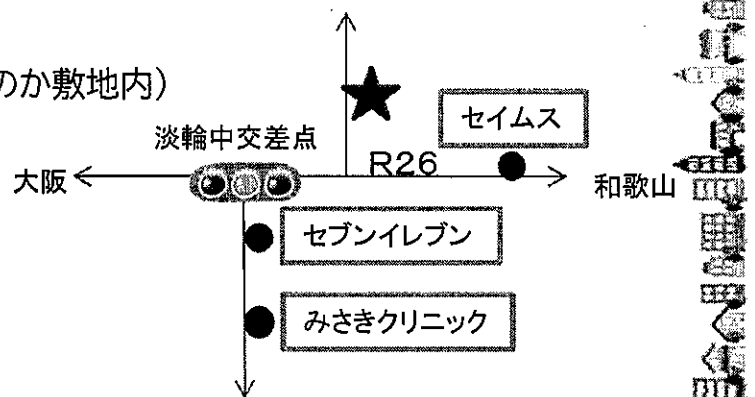 のか敷地内)
セイムス
淡輪中交差点
大阪
R26
和歌山
セブンイレブン
みさきクリニック